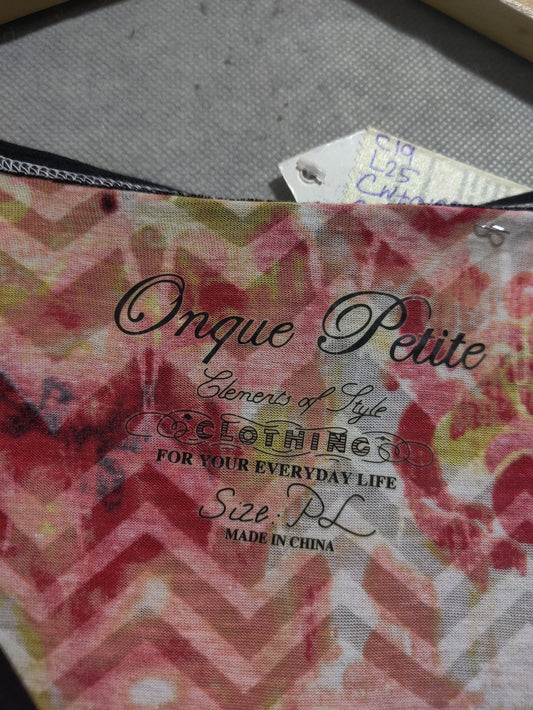 C19
L25
Onque Petite
Elements of Style
CLOTHING
FOR YOUR EVERYDAY LIFE
Size: PL
MADE IN CHINA